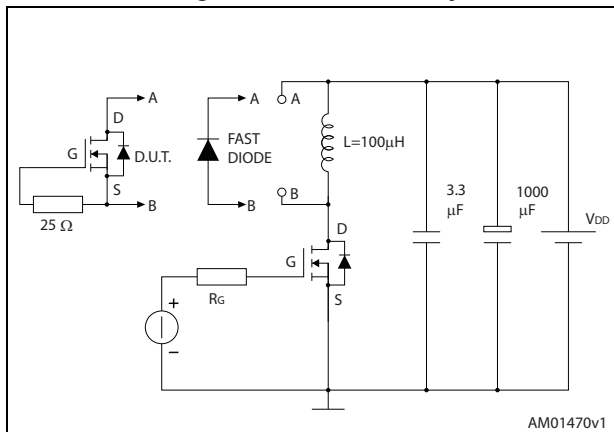 A
A
A
D
FAST
DIODE
L=100µH
G
D.U.T.
3.3
µF
1000
µF
VDD
S
B
B
B
25 Ω
D
G
S
RG
+
–
AM01470v1